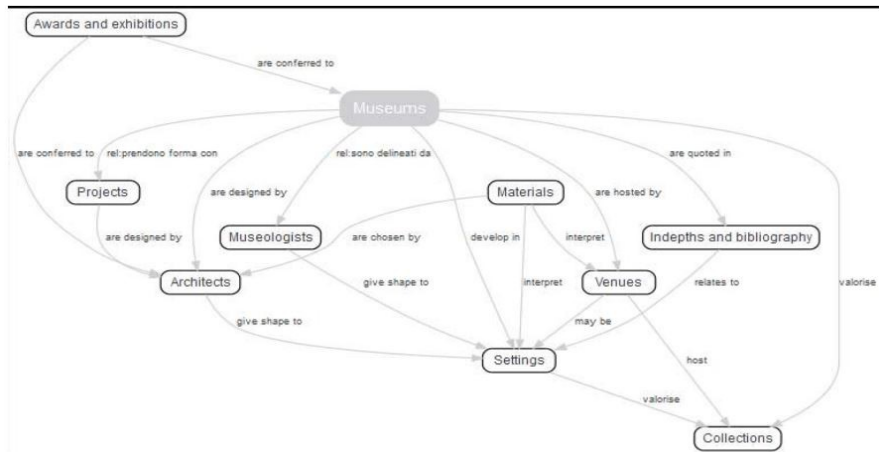 Awards and exhibitions
are conferred to
Museums
are conferred to
rel:prendono forma con
rel:sono delineati da
are quoted in
Projects
are designed by
Materials
are hosted by
are designed by
Museologists
are chosen by
develop in
interpret
Indepths and bibliography
Architects
give shape to
interpret
Venues
relates to
valorise
give shape to
may be
Settings
host
valorise
Collections